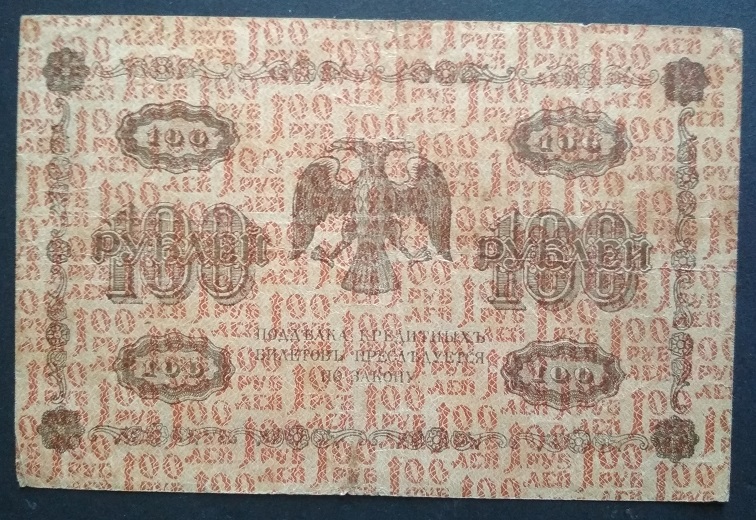 100 100
100 РУБЛЕЙ 100 РУБЛЕЙ
ПОДДѢЛКА КРЕДИТНЫХЪ
БИЛЕТОВЪ ПРЕСЛѢДУЕТСЯ
ПО ЗАКОНУ
100 100